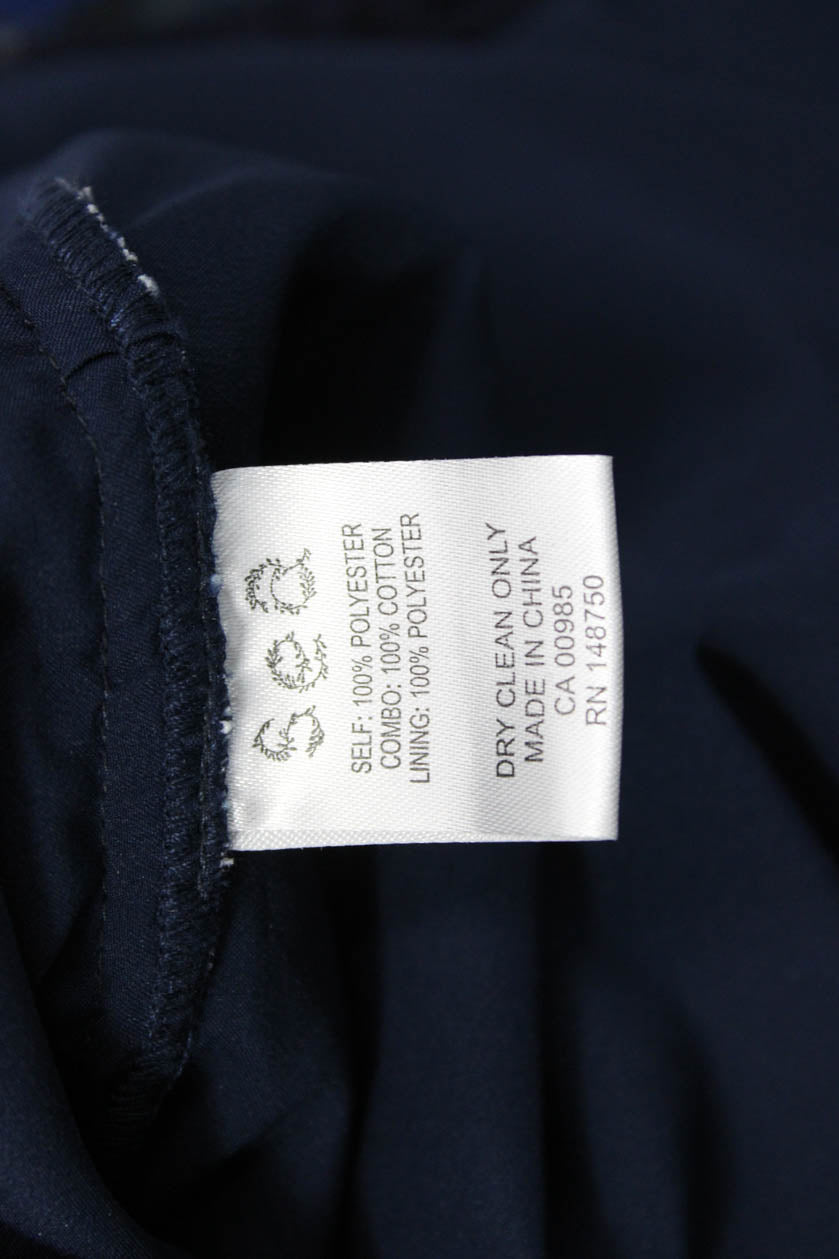 Sea
SELF: 100% POLYESTER
COMBO: 100% COTTON
LINING: 100% POLYESTER
DRY CLEAN ONLY
MADE IN CHINA
CA 00985
RN 148750